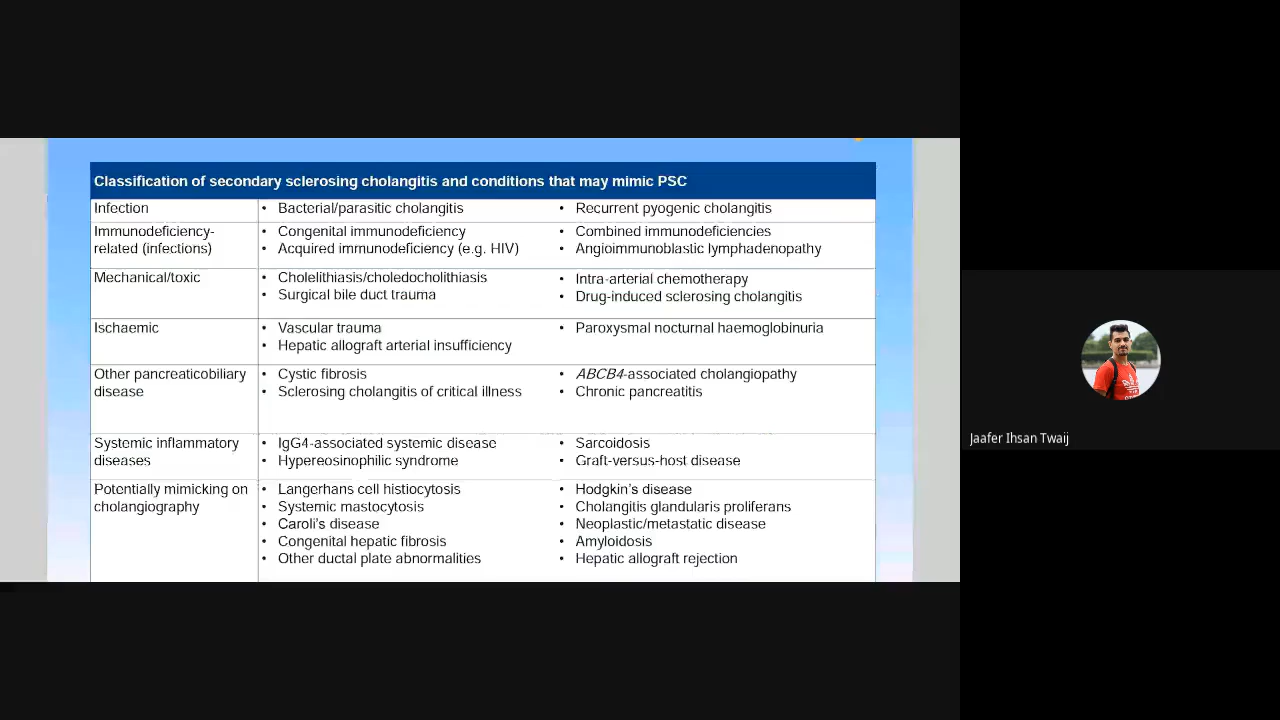 Classification of secondary sclerosing cholangitis and conditions that may mimic PSC
Infection
• Bacterial/parasitic cholangitis
• Recurrent pyogenic cholangitis
Immunodeficiency-
related (infections)
• Congenital immunodeficiency
• Acquired immunodeficiency (e.g. HIV)
• Combined immunodeficiencies
• Angioimmunoblastic lymphadenopathy
Mechanical/toxic
• Cholelithiasis/choledocholithiasis
• Surgical bile duct trauma
• Intra-arterial chemotherapy
• Drug-induced sclerosing cholangitis
Ischaemic
• Vascular trauma
• Hepatic allograft arterial insufficiency
• Paroxysmal nocturnal haemoglobinuria
Other pancreaticobiliary
disease
• Cystic fibrosis
• Sclerosing cholangitis of critical illness
• ABCB4-associated cholangiopathy
• Chronic pancreatitis
Systemic inflammatory
diseases
• IgG4-associated systemic disease
• Hypereosinophilic syndrome
• Sarcoidosis
• Graft-versus-host disease
Potentially mimicking on
cholangiography
• Langerhans cell histiocytosis
• Systemic mastocytosis
• Caroli's disease
• Congenital hepatic fibrosis
• Other ductal plate abnormalities
• Hodgkin's disease
• Cholangitis glandularis proliferans
• Neoplastic/metastatic disease
• Amyloidosis
• Hepatic allograft rejection
Jaafer Ihsan Twaij